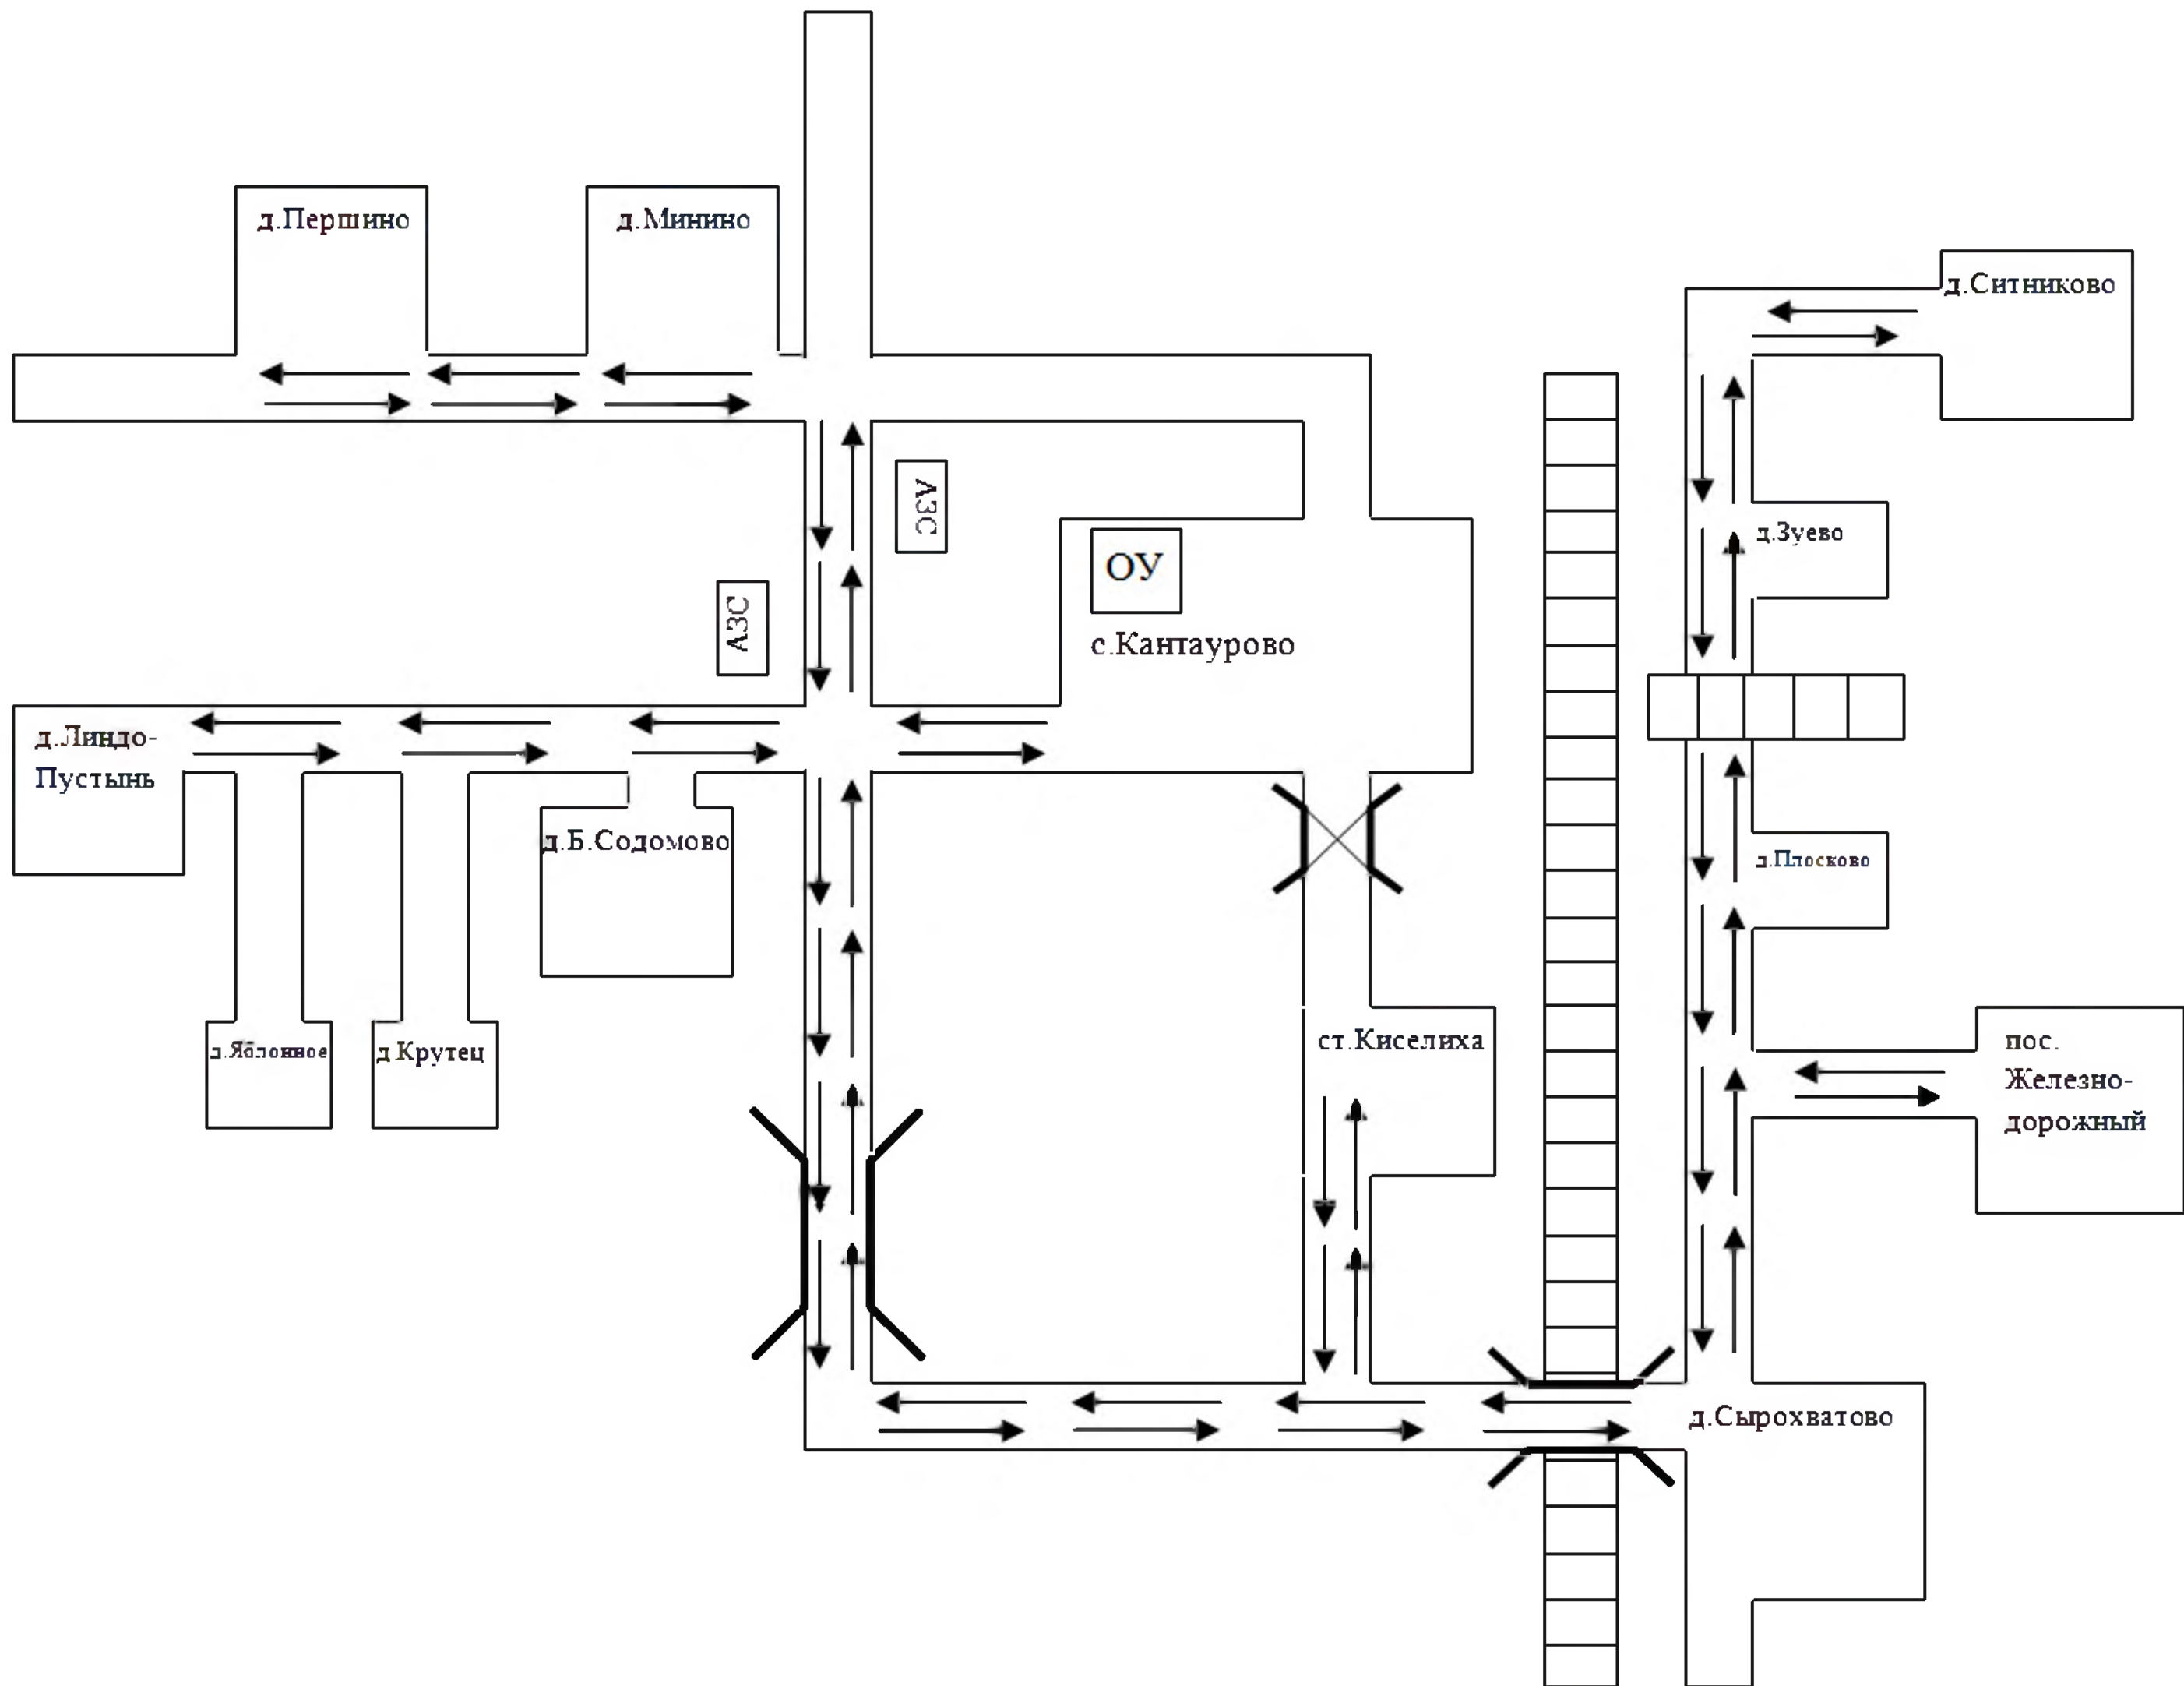 д.Першино
д.Минино
д.Ситниково
АЗС
ОУ
д.Зуево
АЗС
с.Кантаурово
д.Линдо-
Пустынь
д.Б.Содомово
д.Плосково
д.Яблонное
д.Крутец
ст.Киселиха
пос.
Железно-
дорожный
д.Сырохватово